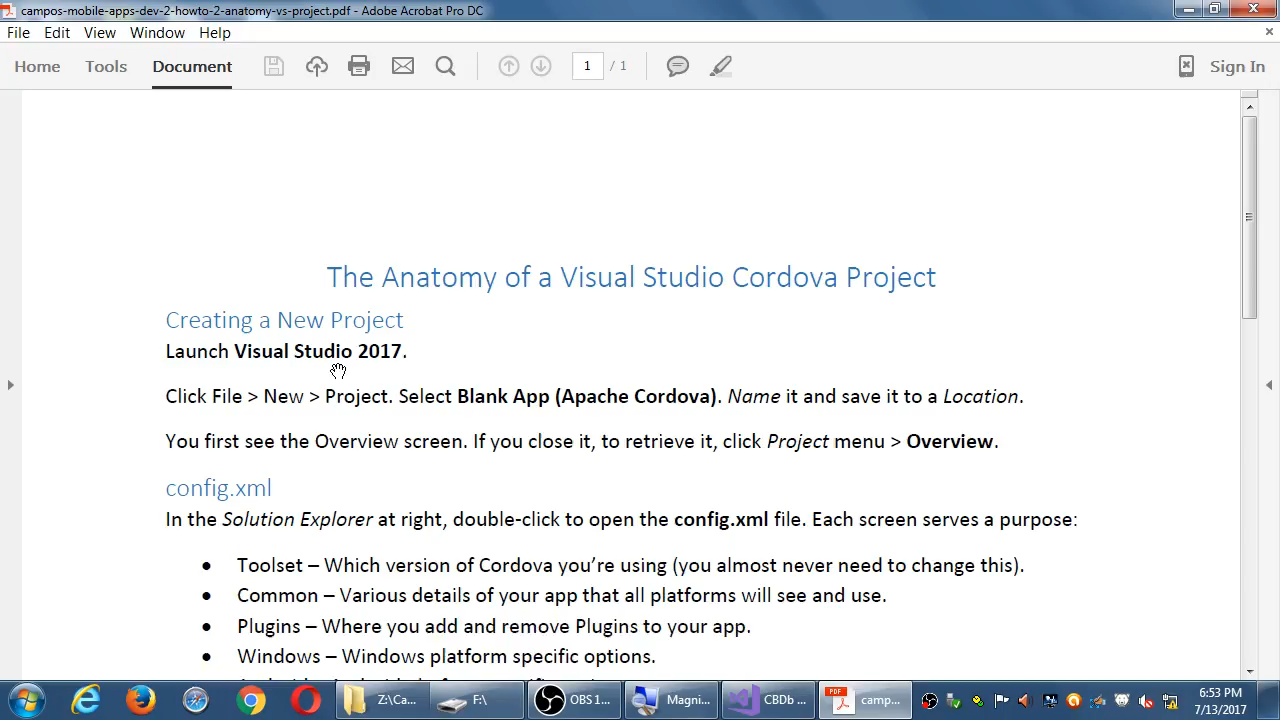 campos-mobile-apps-dev-2-howto-2-anatomy-vs-project.pdf - Adobe Acrobat Pro DC
File Edit View Window Help
Home Tools Document 1 / 1 Sign In
The Anatomy of a Visual Studio Cordova Project
Creating a New Project
Launch Visual Studio 2017.
Click File > New > Project. Select Blank App (Apache Cordova). Name it and save it to a Location.
You first see the Overview screen. If you close it, to retrieve it, click Project menu > Overview.
config.xml
In the Solution Explorer at right, double-click to open the config.xml file. Each screen serves a purpose:
• Toolset – Which version of Cordova you’re using (you almost never need to change this).
• Common – Various details of your app that all platforms will see and use.
• Plugins – Where you add and remove Plugins to your app.
• Windows – Windows platform specific options.
Z:\Ca... F:\ OBS 1... Magni... CBDb ... PDF camp... 6:53 PM
7/13/2017